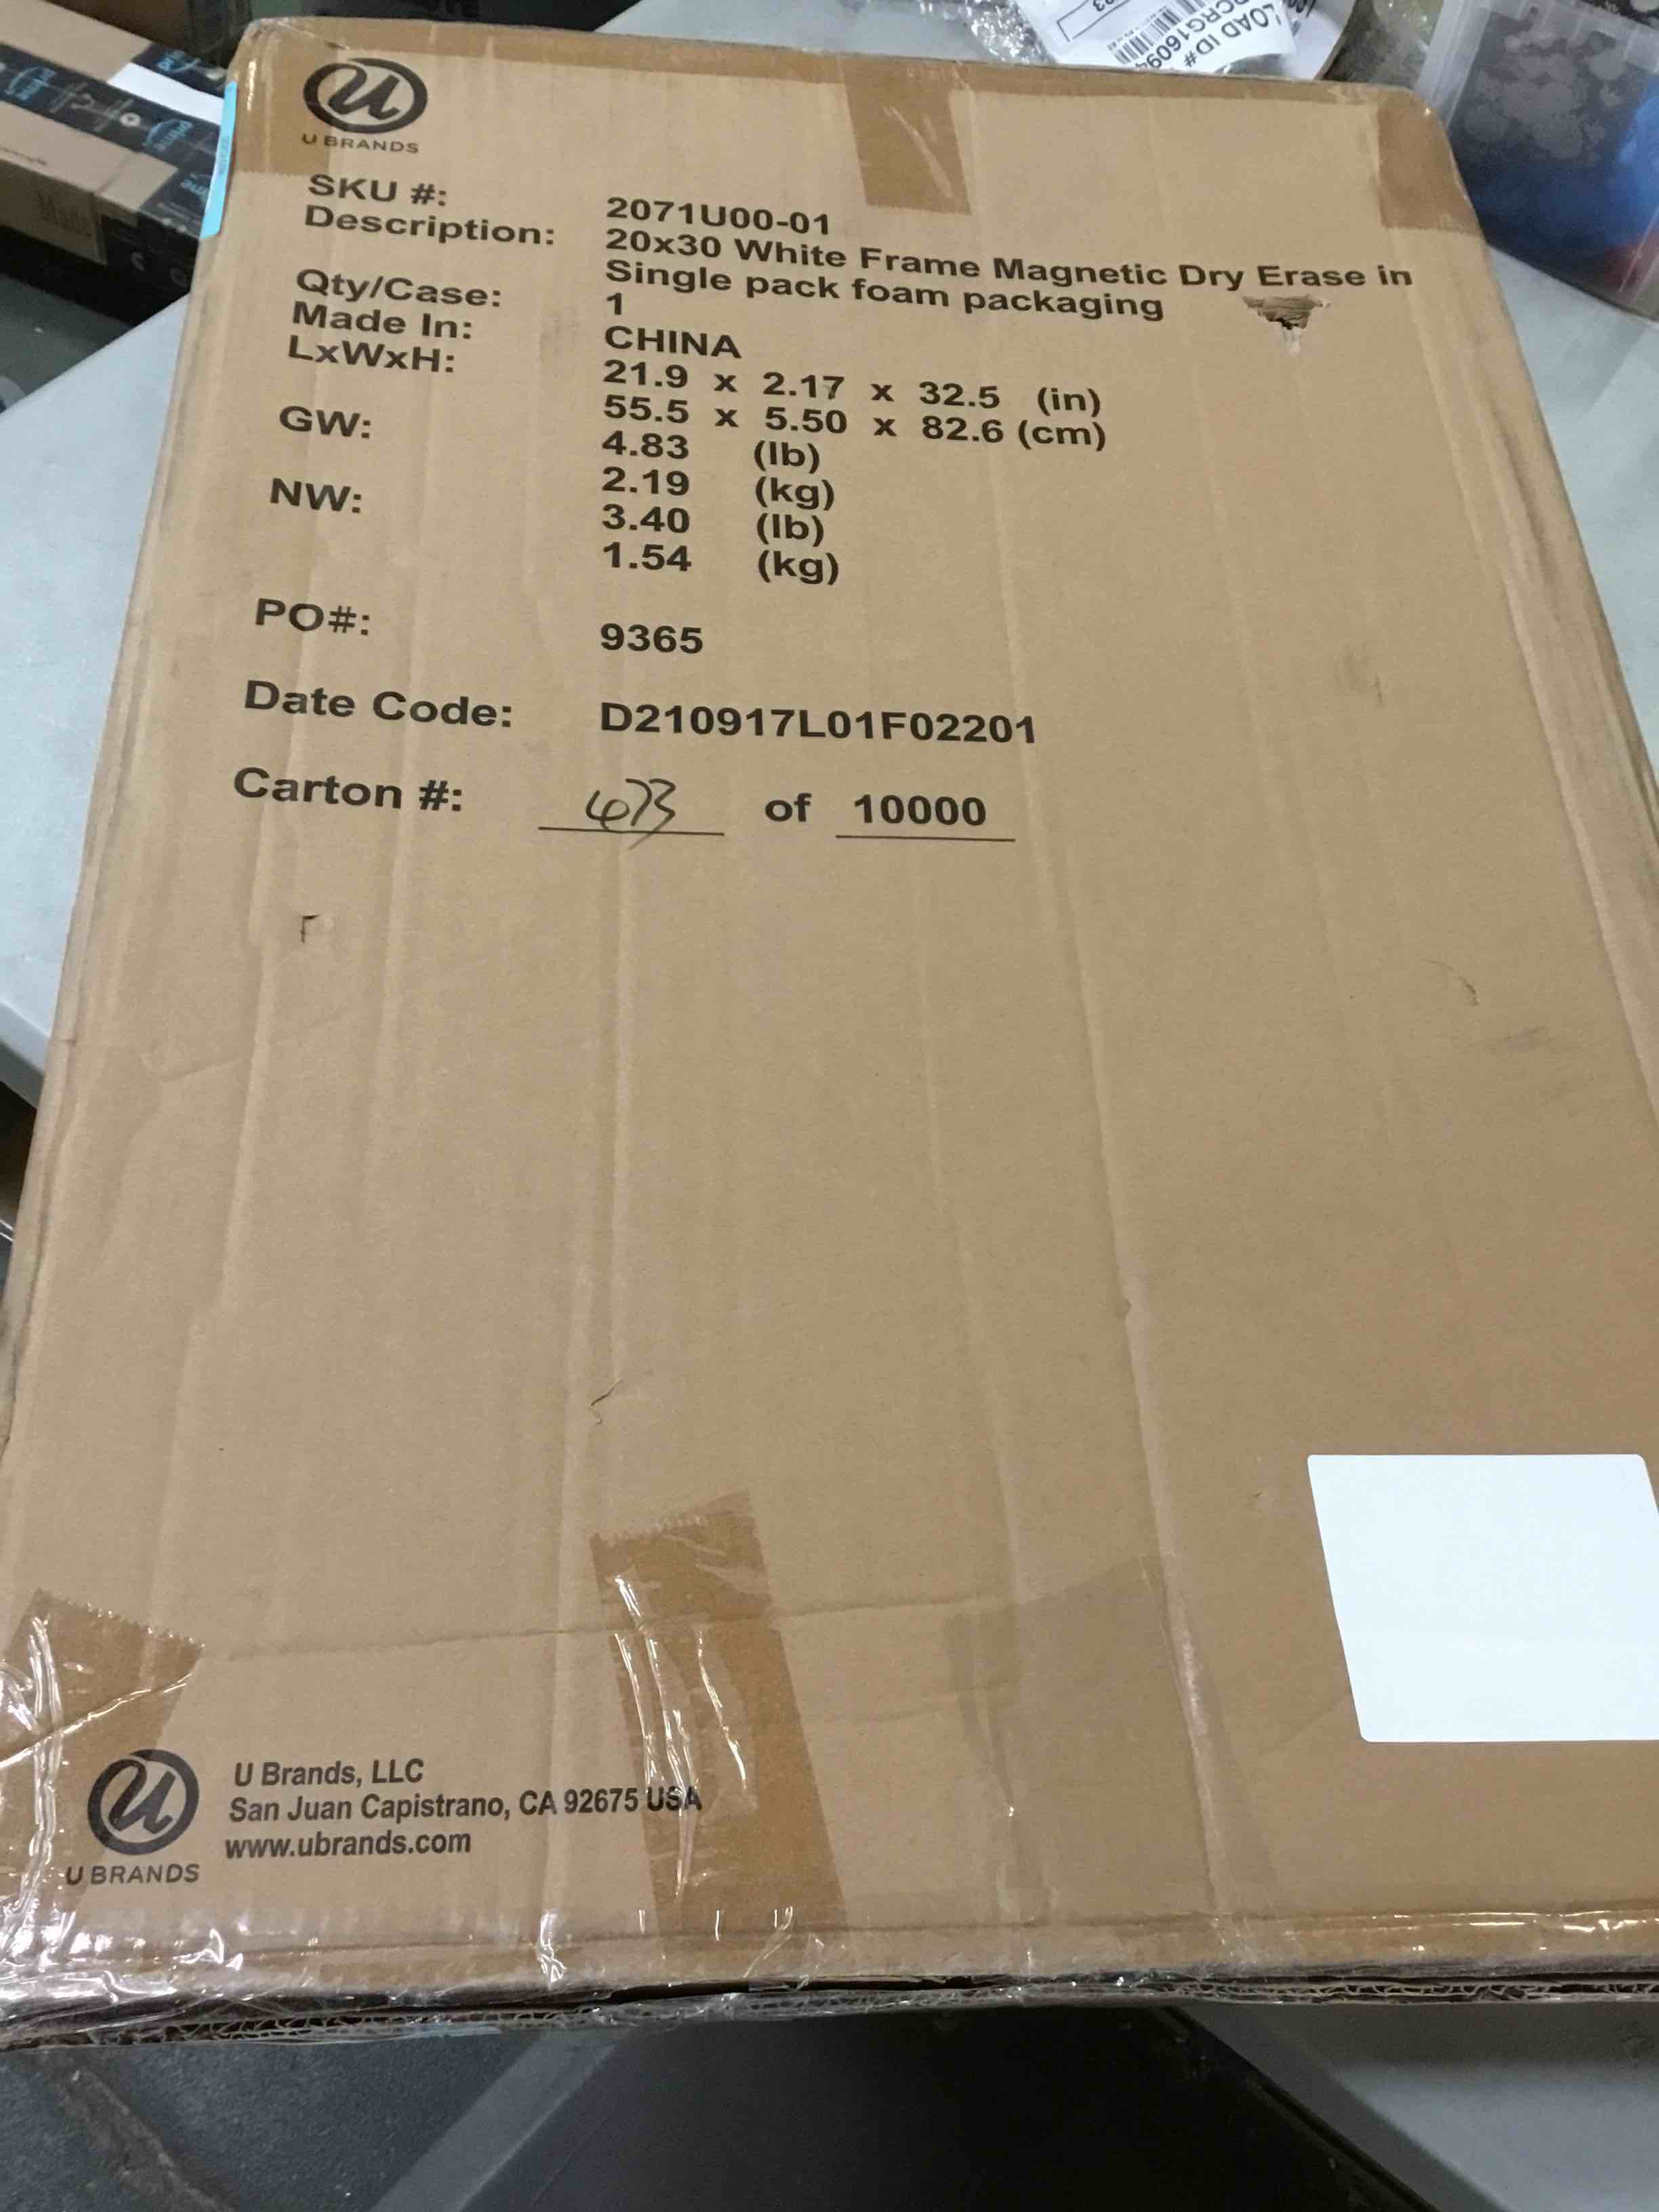 LOAD ID#
U BRANDS
SKU #: 2071U00-01
Description: 20x30 White Frame Magnetic Dry Erase in
Single pack foam packaging
Qty/Case: 1
Made In: CHINA
LxWxH: 21.9 x 2.17 x 32.5 (in)
55.5 x 5.50 x 82.6 (cm)
GW: 4.83 (lb)
2.19 (kg)
NW: 3.40 (lb)
1.54 (kg)
PO#: 9365
Date Code: D210917L01F02201
Carton #: 673 of 10000
U Brands, LLC
San Juan Capistrano, CA 92675 USA
www.ubrands.com
U BRANDS